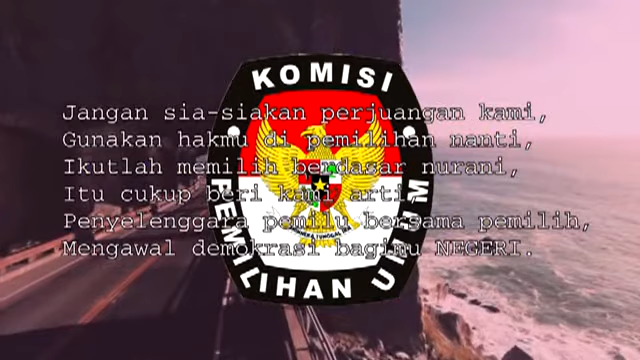 KOMISI
PEMILIHAN UMUM
Jangan sia-siakan perjuangan kami,
Gunakan hakmu di pemilihan nanti,
Ikutlah memilih berdasar nurani,
Itu cukup beri kami arti.
Penyelenggara pemilu bersama pemilih,
Mengawal demokrasi bagimu NEGERI.